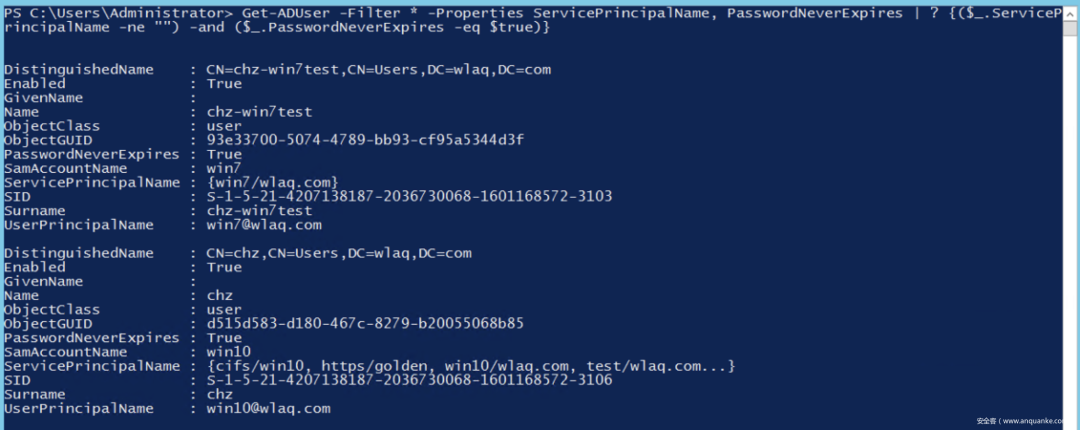 PS C:\Users\Administrator> Get-ADUser -Filter * -Properties ServicePrincipalName, PasswordNeverExpires | ? {($_.ServiceP
rincipalName -ne "") -and ($_.PasswordNeverExpires -eq $true)}
DistinguishedName    : CN=chz-win7test,CN=Users,DC=wlaq,DC=com
Enabled              : True
GivenName            :
Name                 : chz-win7test
ObjectClass          : user
ObjectGUID           : 93e33700-5074-4789-bb93-cf95a5344d3f
PasswordNeverExpires : True
SamAccountName       : win7
ServicePrincipalName : {win7/wlaq.com}
SID                  : S-1-5-21-4207138187-2036730068-1601168572-3103
Surname              : chz-win7test
UserPrincipalName    : win7@wlaq.com
DistinguishedName    : CN=chz,CN=Users,DC=wlaq,DC=com
Enabled              : True
GivenName            :
Name                 : chz
ObjectClass          : user
ObjectGUID           : d515d583-d180-467c-8279-b20055068b85
PasswordNeverExpires : True
SamAccountName       : win10
ServicePrincipalName : {cifs/win10, https/golden, win10/wlaq.com, test/wlaq.com...}
SID                  : S-1-5-21-4207138187-2036730068-1601168572-3106
Surname              : chz
UserPrincipalName    : win10@wlaq.com
安全客（www.anquanke.com